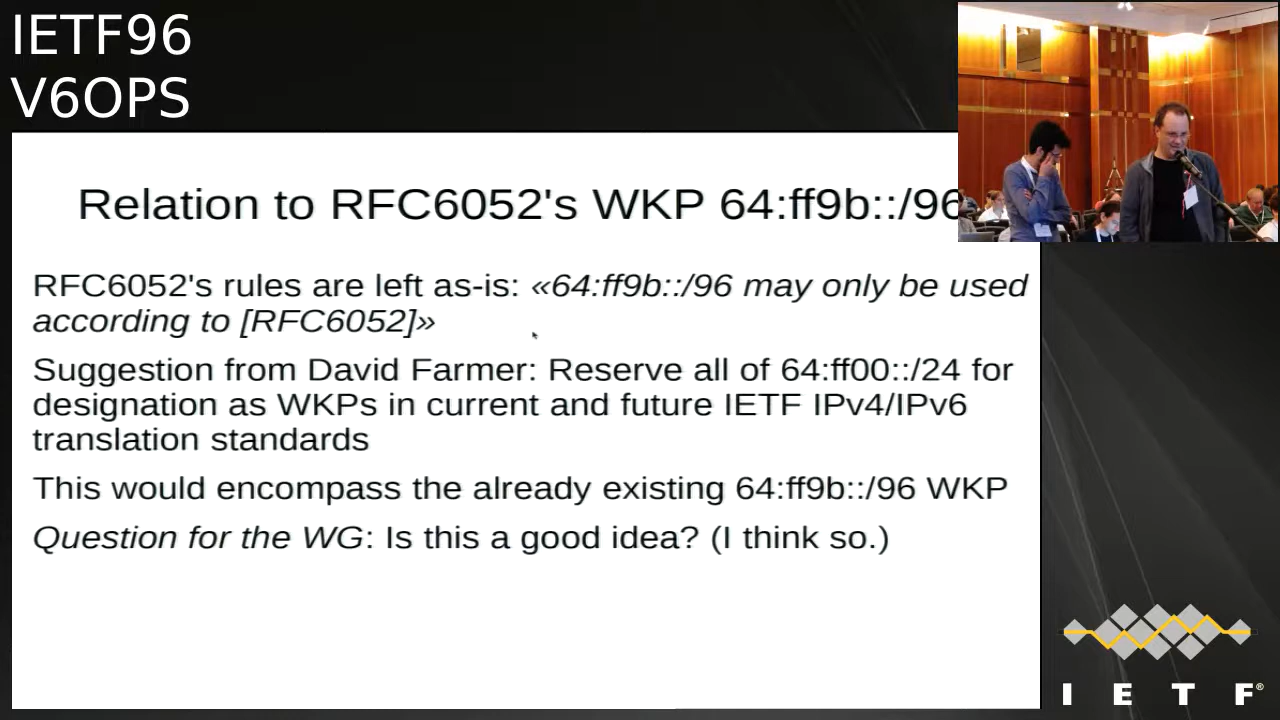 IETF96
V6OPS
Relation to RFC6052's WKP 64:ff9b::/96
RFC6052's rules are left as-is: «64:ff9b::/96 may only be used
according to [RFC6052]»
Suggestion from David Farmer: Reserve all of 64:ff00::/24 for
designation as WKPs in current and future IETF IPv4/IPv6
translation standards
This would encompass the already existing 64:ff9b::/96 WKP
Question for the WG: Is this a good idea? (I think so.)
I E T F®